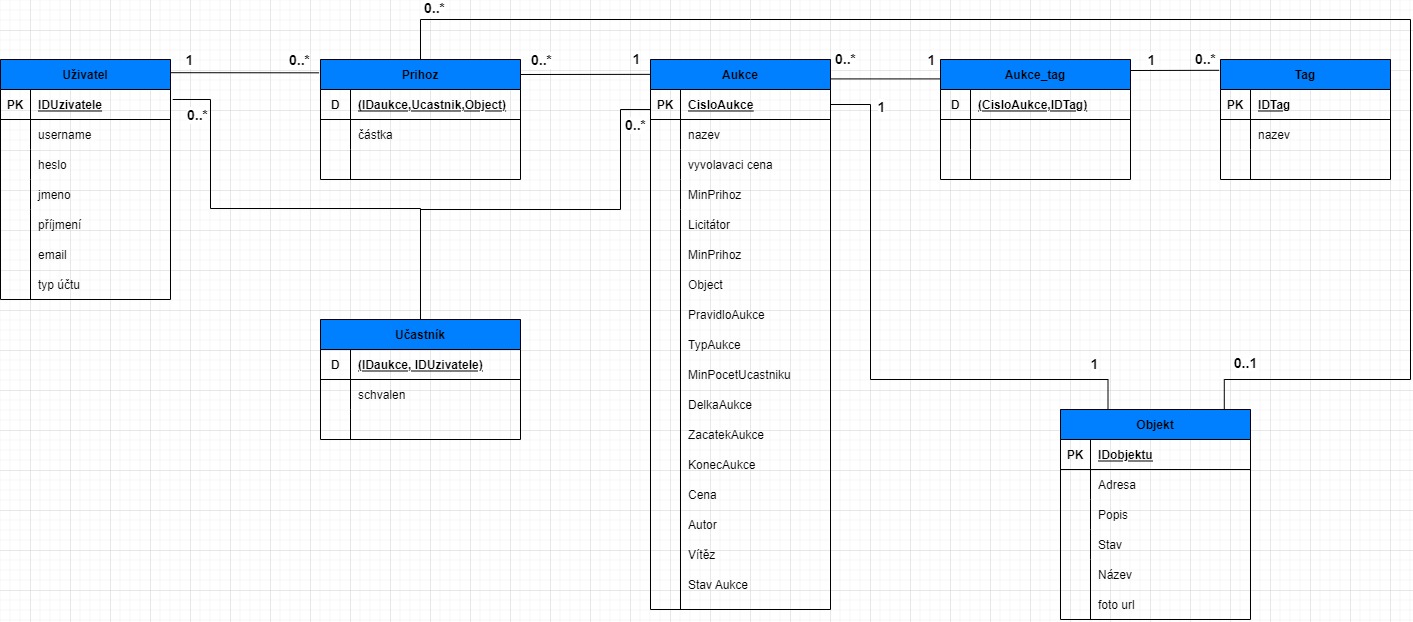 0..*
1
0..*
0..*
1
0..*
1
1
0..*
Uživatel
PK
IDUzivatele
username
heslo
jmeno
příjmení
email
typ účtu
0..*
Prihoz
D
(IDaukce,Ucastnik,Object)
částka
0..*
Učastník
D
(IDaukce, IDUzivatele)
schvalen
Aukce
PK
CisloAukce
nazev
vyvolavaci cena
MinPrihoz
Licitátor
MinPrihoz
Object
PravidloAukce
TypAukce
MinPocetUcastniku
DelkaAukce
ZacatekAukce
KonecAukce
Cena
Autor
Vítěz
Stav Aukce
1
Aukce_tag
D
(CisloAukce,IDTag)
Tag
PK
IDTag
nazev
1
0..1
Objekt
PK
IDobjektu
Adresa
Popis
Stav
Název
foto url